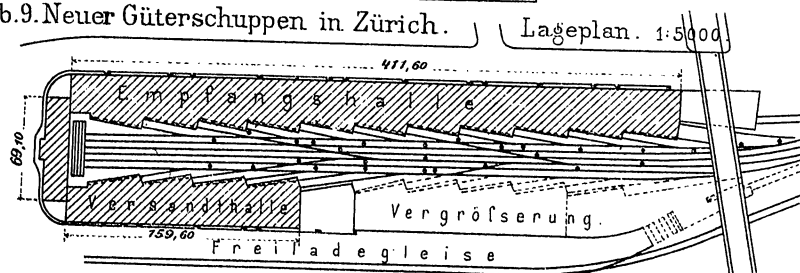 b.9. Neuer Güterschuppen in Zürich.
Lageplan. 1:5000.
411,60
Empfangshalle
69,10
Versandthalle
Vergröſserung.
159,60
Freiladegleise